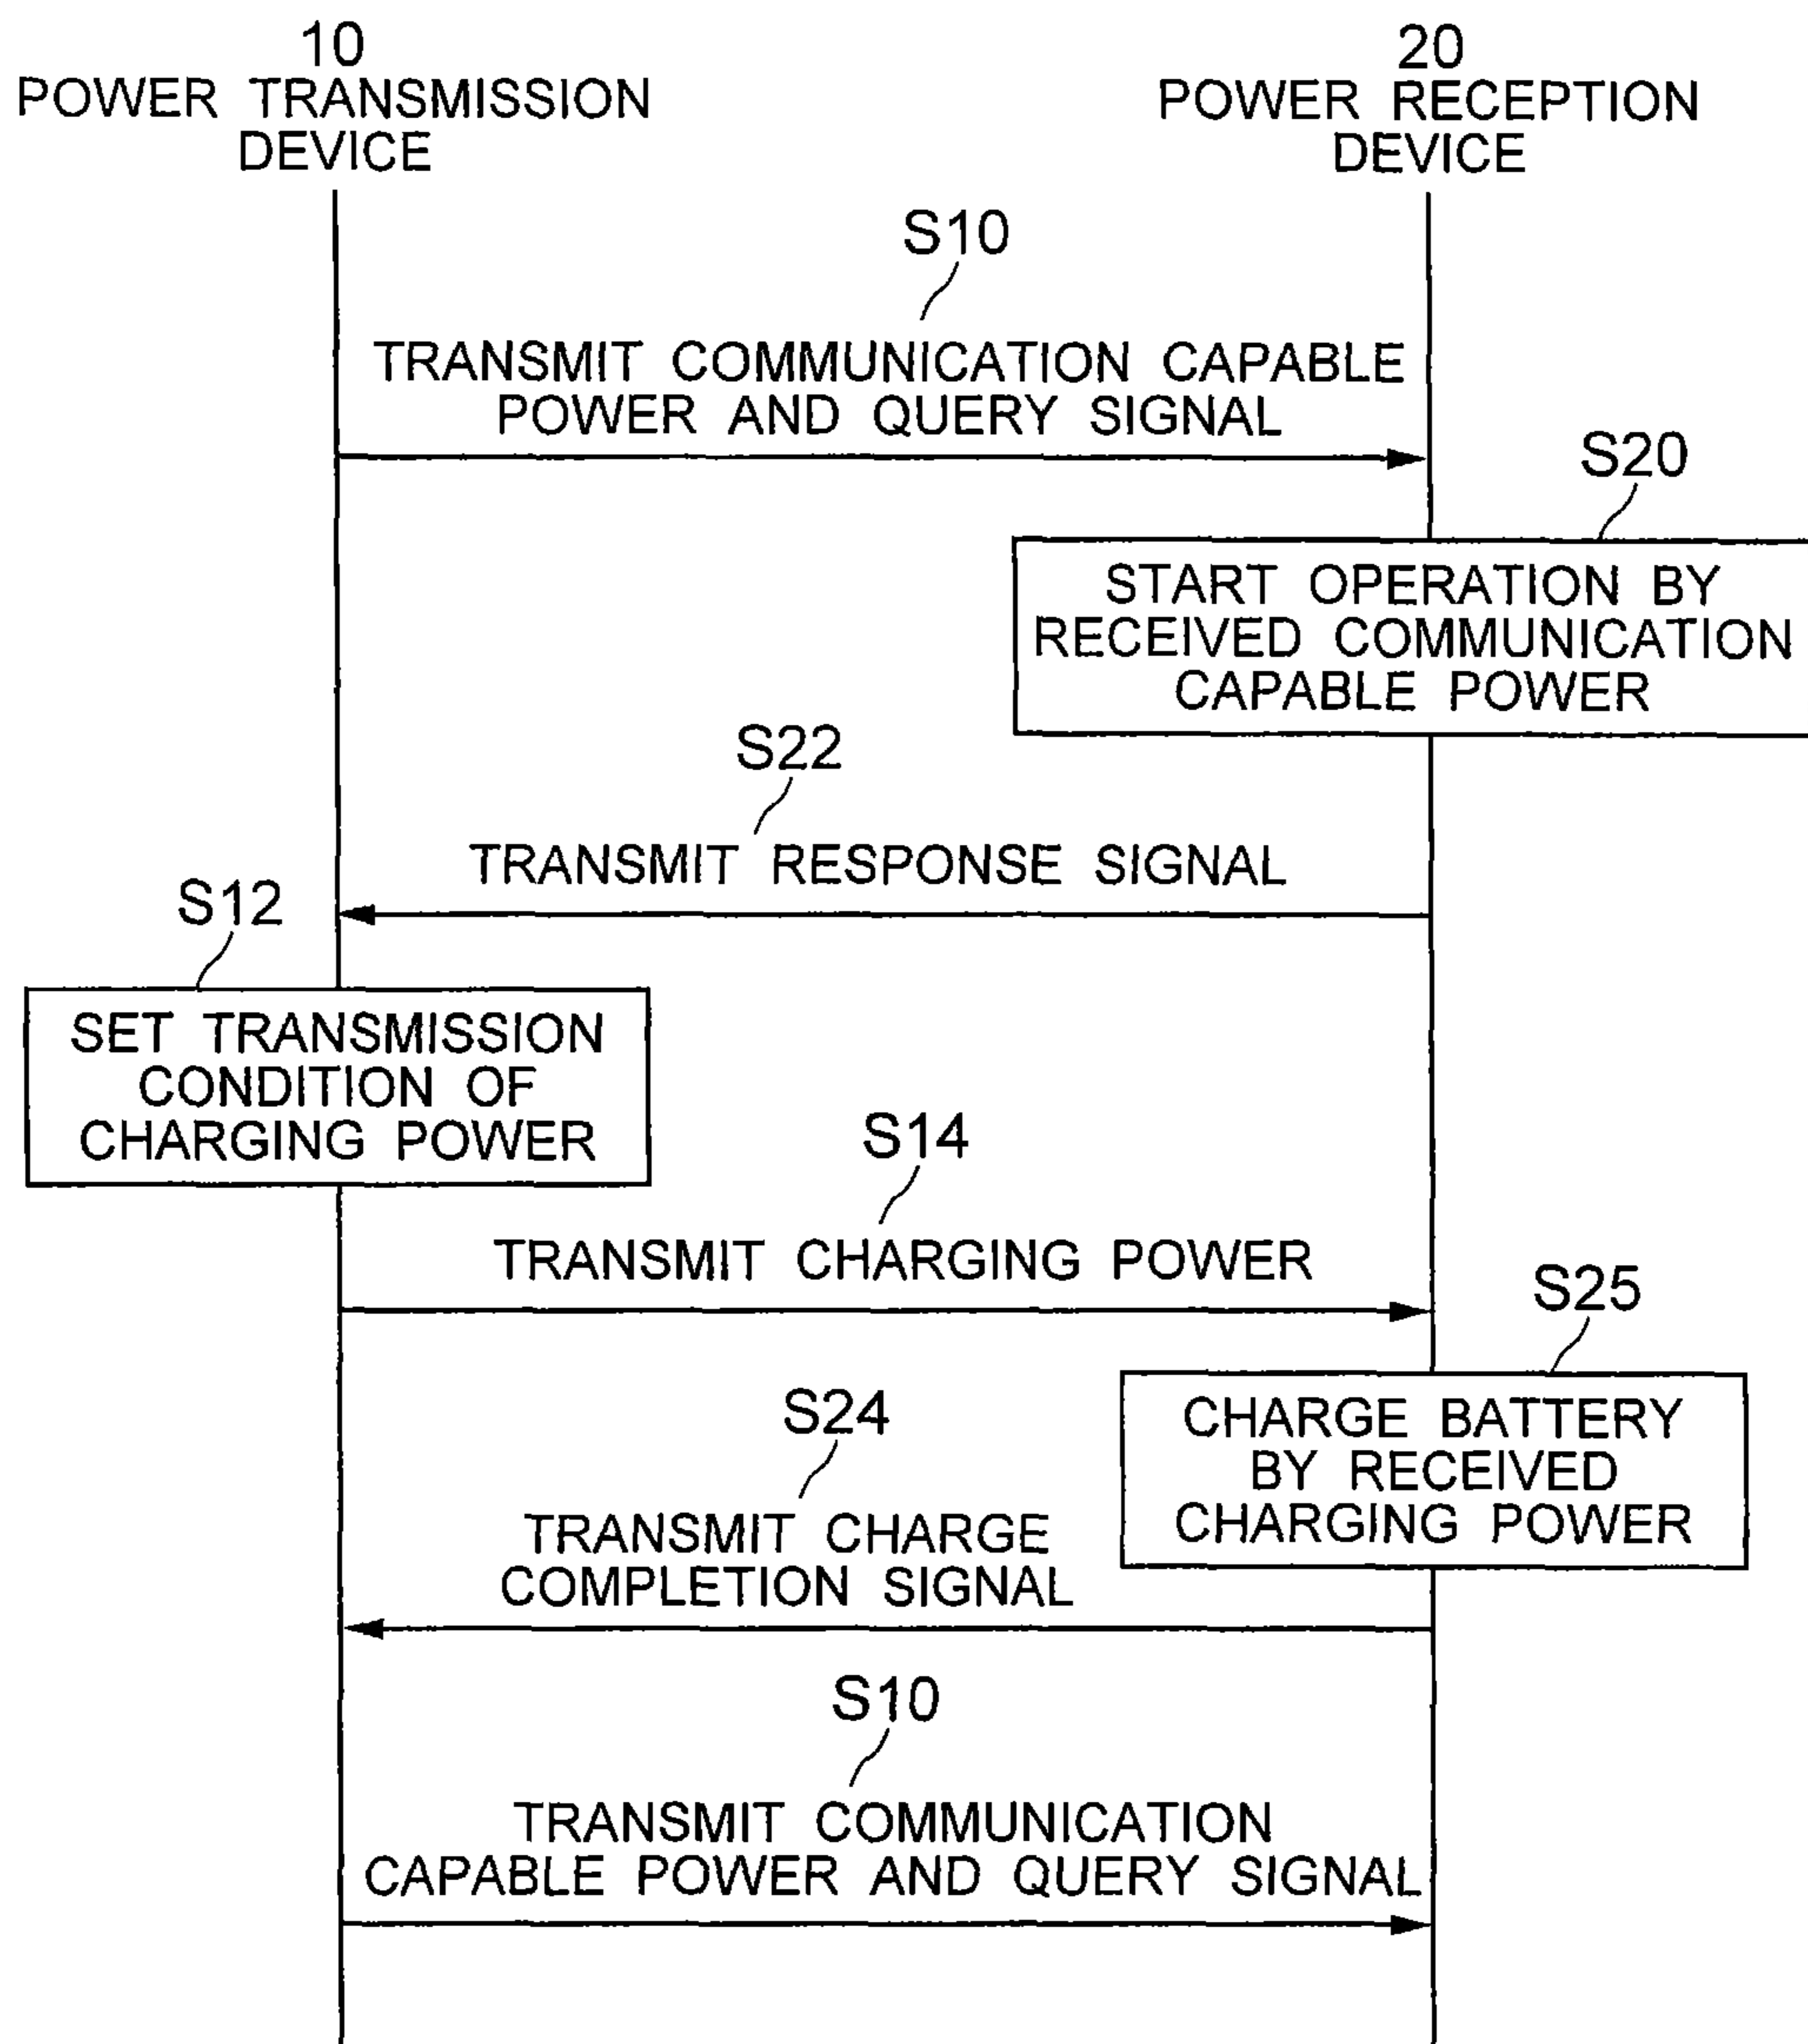 10
POWER TRANSMISSION
DEVICE
20
POWER RECEPTION
DEVICE
S10
TRANSMIT COMMUNICATION CAPABLE
POWER AND QUERY SIGNAL
S20
START OPERATION BY
RECEIVED COMMUNICATION
CAPABLE POWER
S22
TRANSMIT RESPONSE SIGNAL
S12
SET TRANSMISSION
CONDITION OF
CHARGING POWER
S14
TRANSMIT CHARGING POWER
S25
CHARGE BATTERY
BY RECEIVED
CHARGING POWER
S24
TRANSMIT CHARGE
COMPLETION SIGNAL
S10
TRANSMIT COMMUNICATION
CAPABLE POWER AND QUERY SIGNAL